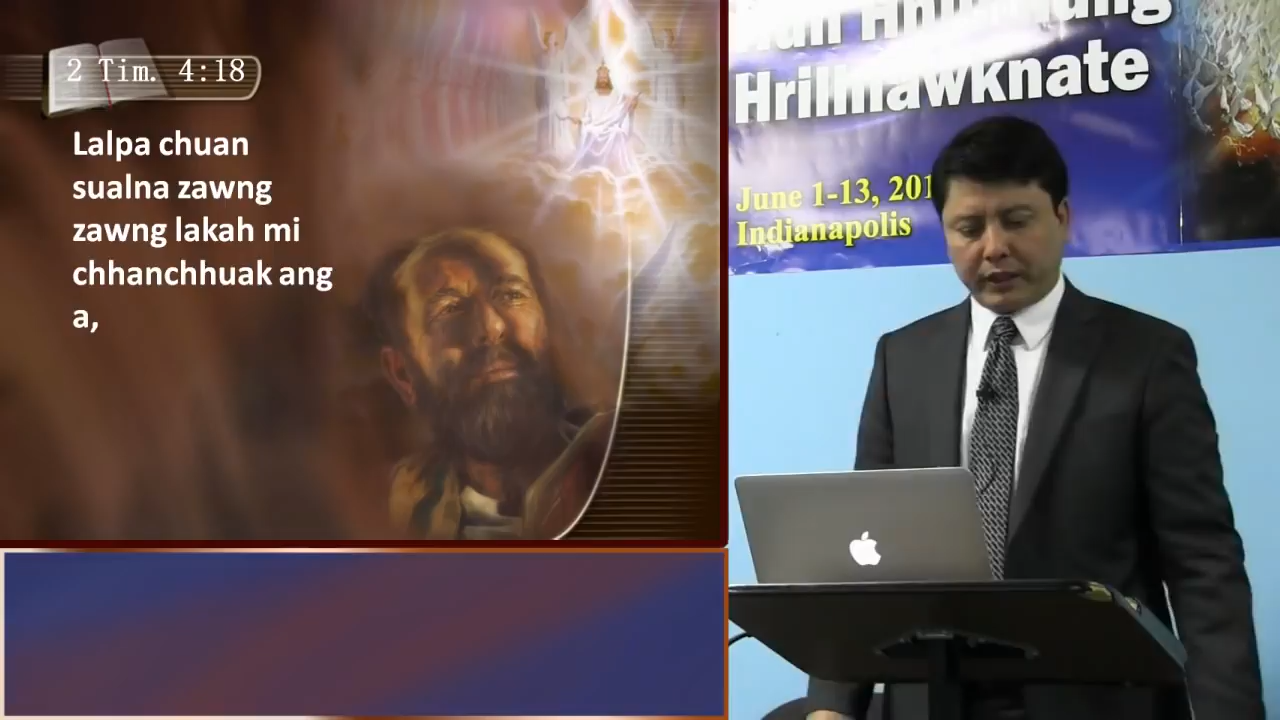 2 Tim. 4:18
Lalpa chuan
sualna zawng
zawng lakah mi
chhanchhuak ang
a,
Hrilhhawknate
June 1-13, 201
Indianapolis